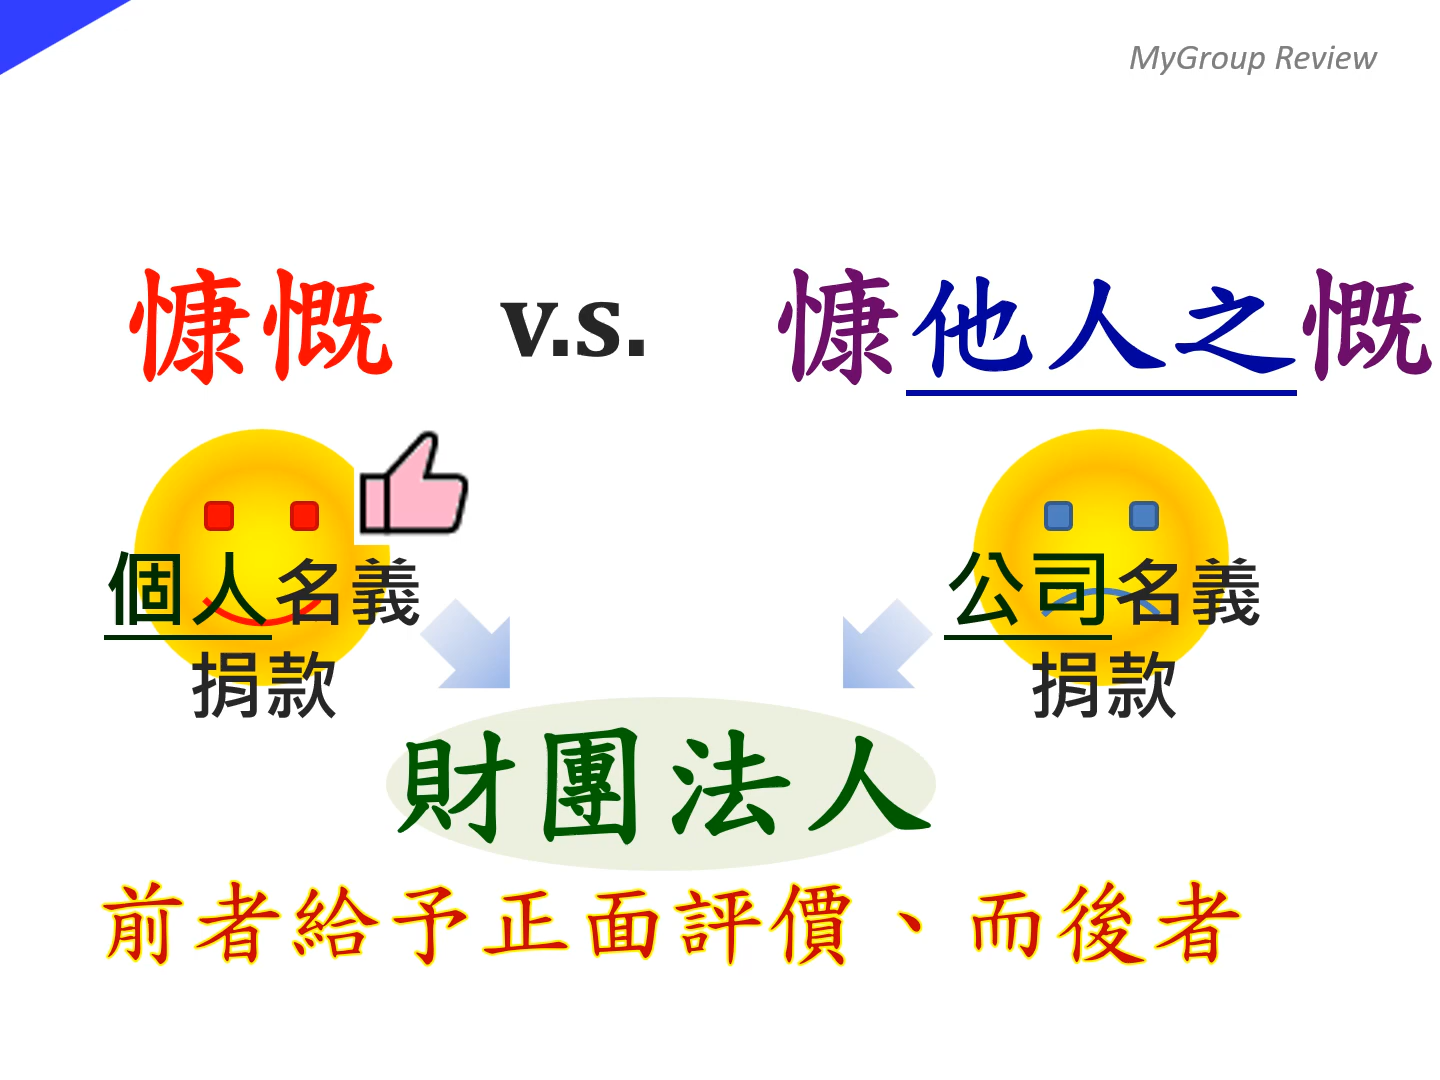 MyGroup Review
慷慨 v.s. 慷他人之慨
個人名義
捐款
公司名義
捐款
財團法人
前者給予正面評價、而後者